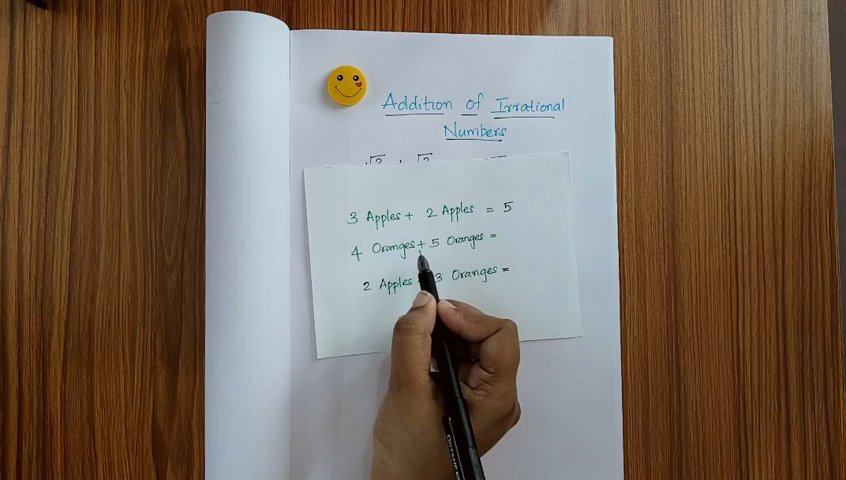 Addition of Irrational
Numbers
3 Apples + 2 Apples = 5
4 Oranges + 5 Oranges =
2 Apples 3 Oranges =